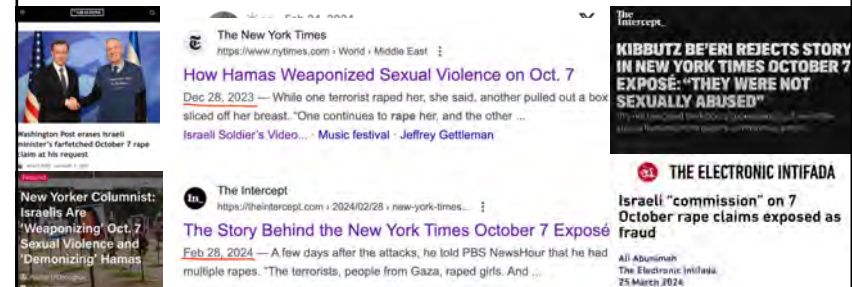 Feb 24, 2024
Washington Post erases Israeli
minister's farfetched October 7 rape
claim at his request
New Yorker Columnist:
Israelis Are
'Weaponizing' Oct. 7
Sexual Violence and
'Demonizing' Hamas
The New York Times
https://www.nytimes.com › World › Middle East
How Hamas Weaponized Sexual Violence on Oct. 7
Dec 28, 2023 — While one terrorist raped her, she said, another pulled out a box
sliced off her breast. "One continues to rape her, and the other ...
Israeli Soldier's Video... · Music festival · Jeffrey Gettleman
In_
The Intercept
https://theintercept.com › 2024/02/28 › new-york-times...
The Story Behind the New York Times October 7 Exposé
Feb 28, 2024 — A few days after the attacks, he told PBS NewsHour that he had
multiple rapes. "The terrorists, people from Gaza, raped girls. And ...
The
Intercept_
KIBBUTZ BE'ERI REJECTS STORY
IN NEW YORK TIMES OCTOBER 7
EXPOSÉ: "THEY WERE NOT
SEXUALLY ABUSED"
ei THE ELECTRONIC INTIFADA
Israeli "commission" on 7
October rape claims exposed as
fraud
Ali Abunimah
The Electronic Intifada
25 March 2024